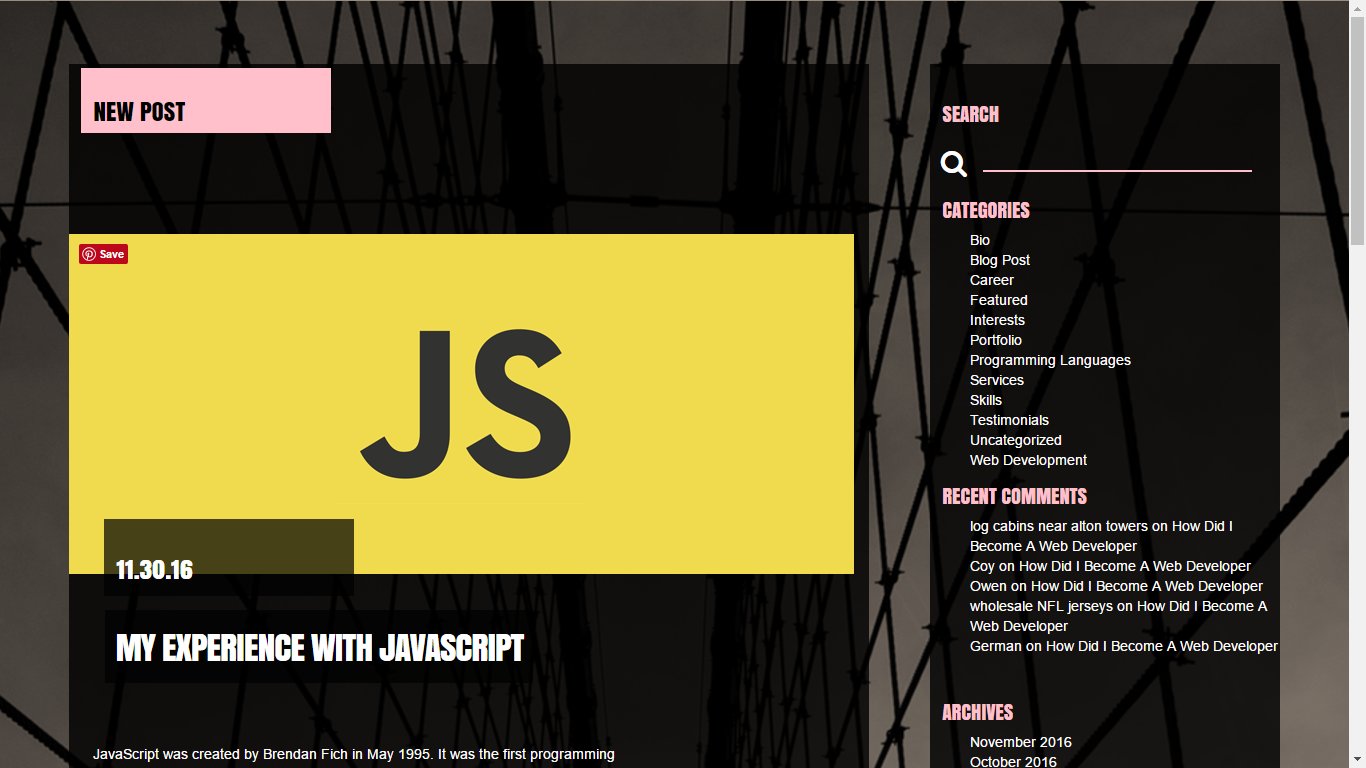 NEW POST
Save
JS
11.30.16
MY EXPERIENCE WITH JAVASCRIPT
JavaScript was created by Brendan Fich in May 1995. It was the first programming
SEARCH
CATEGORIES
Bio
Blog Post
Career
Featured
Interests
Portfolio
Programming Languages
Services
Skills
Testimonials
Uncategorized
Web Development
RECENT COMMENTS
log cabins near alton towers on How Did I
Become A Web Developer
Coy on How Did I Become A Web Developer
Owen on How Did I Become A Web Developer
wholesale NFL jerseys on How Did I Become A
Web Developer
German on How Did I Become A Web Developer
ARCHIVES
November 2016
October 2016